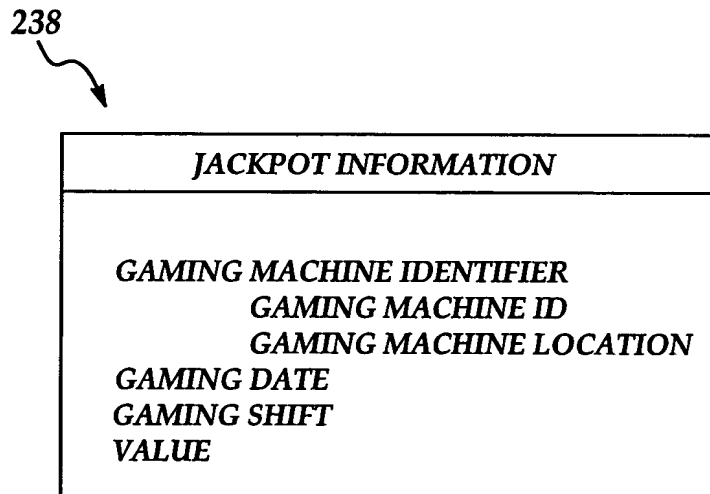 238
JACKPOT INFORMATION
GAMING MACHINE IDENTIFIER
GAMING MACHINE ID
GAMING MACHINE LOCATION
GAMING DATE
GAMING SHIFT
VALUE